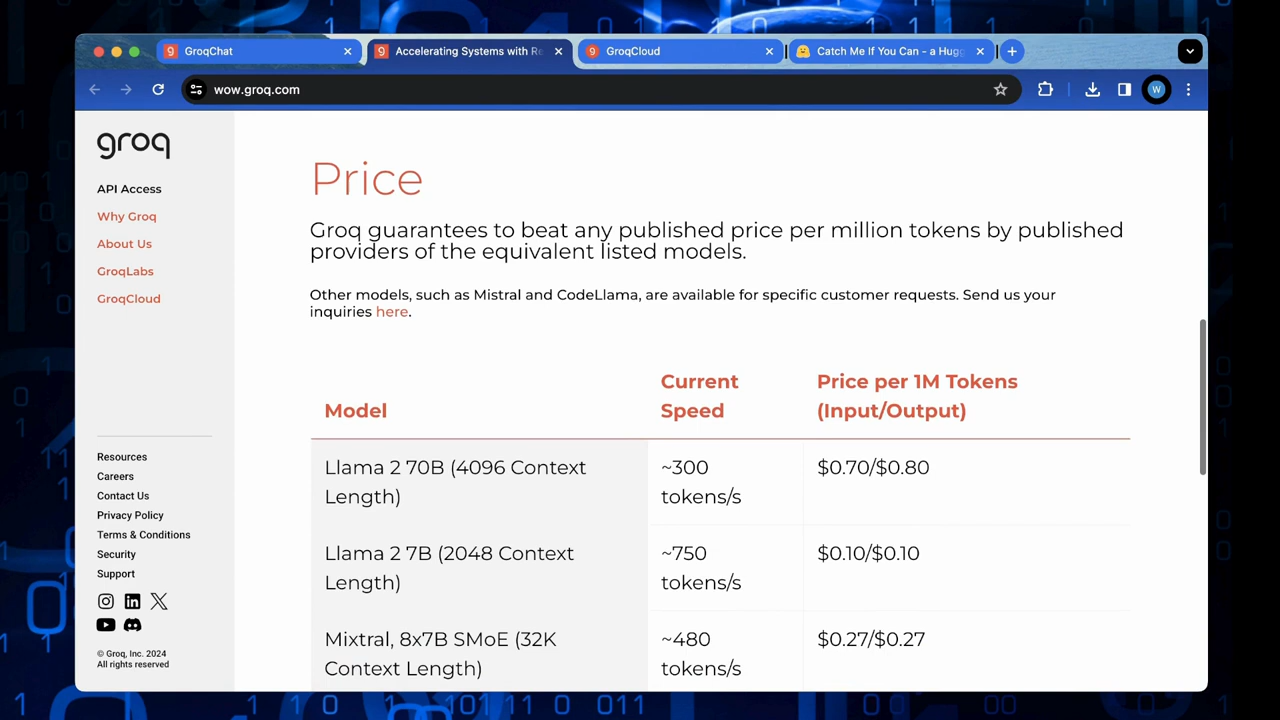 GroqChat
Accelerating Systems with Re
GroqCloud
Catch Me If You Can - a Hugg
wow.groq.com
W
groq
API Access
Why Groq
About Us
GroqLabs
GroqCloud
Resources
Careers
Contact Us
Privacy Policy
Terms & Conditions
Security
Support
© Groq, Inc. 2024
All rights reserved
Price
Groq guarantees to beat any published price per million tokens by published
providers of the equivalent listed models.
Other models, such as Mistral and CodeLlama, are available for specific customer requests. Send us your
inquiries here.
Model
Current
Speed
Price per 1M Tokens
(Input/Output)
Llama 2 70B (4096 Context
Length)
~300
tokens/s
$0.70/$0.80
Llama 2 7B (2048 Context
Length)
~750
tokens/s
$0.10/$0.10
Mixtral, 8x7B SMoE (32K
Context Length)
~480
tokens/s
$0.27/$0.27